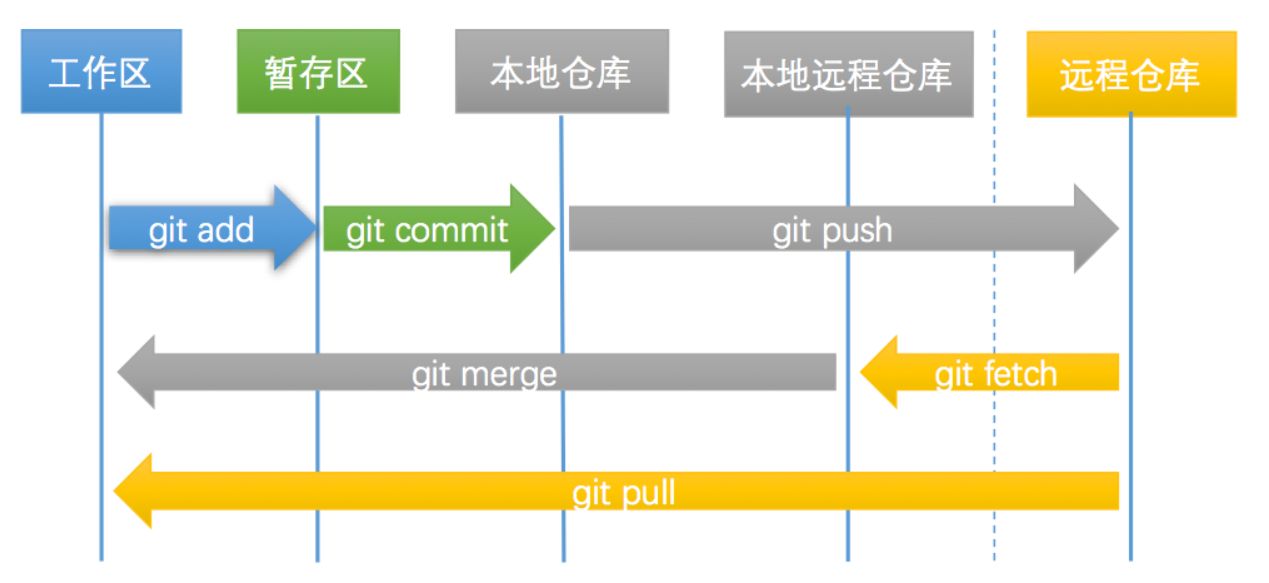 工作区
暂存区
本地仓库
本地远程仓库
远程仓库
git add
git commit
git push
git merge
git fetch
git pull